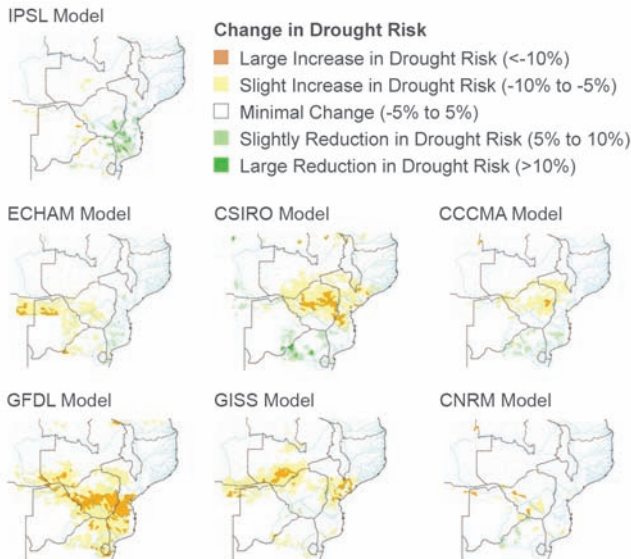 IPSL Model
Change in Drought Risk
Large Increase in Drought Risk (<-10%)
Slight Increase in Drought Risk (-10% to -5%)
Minimal Change (-5% to 5%)
Slightly Reduction in Drought Risk (5% to 10%)
Large Reduction in Drought Risk (>10%)
ECHAM Model
CSIRO Model
CCCMA Model
GFDL Model
GISS Model
CNRM Model